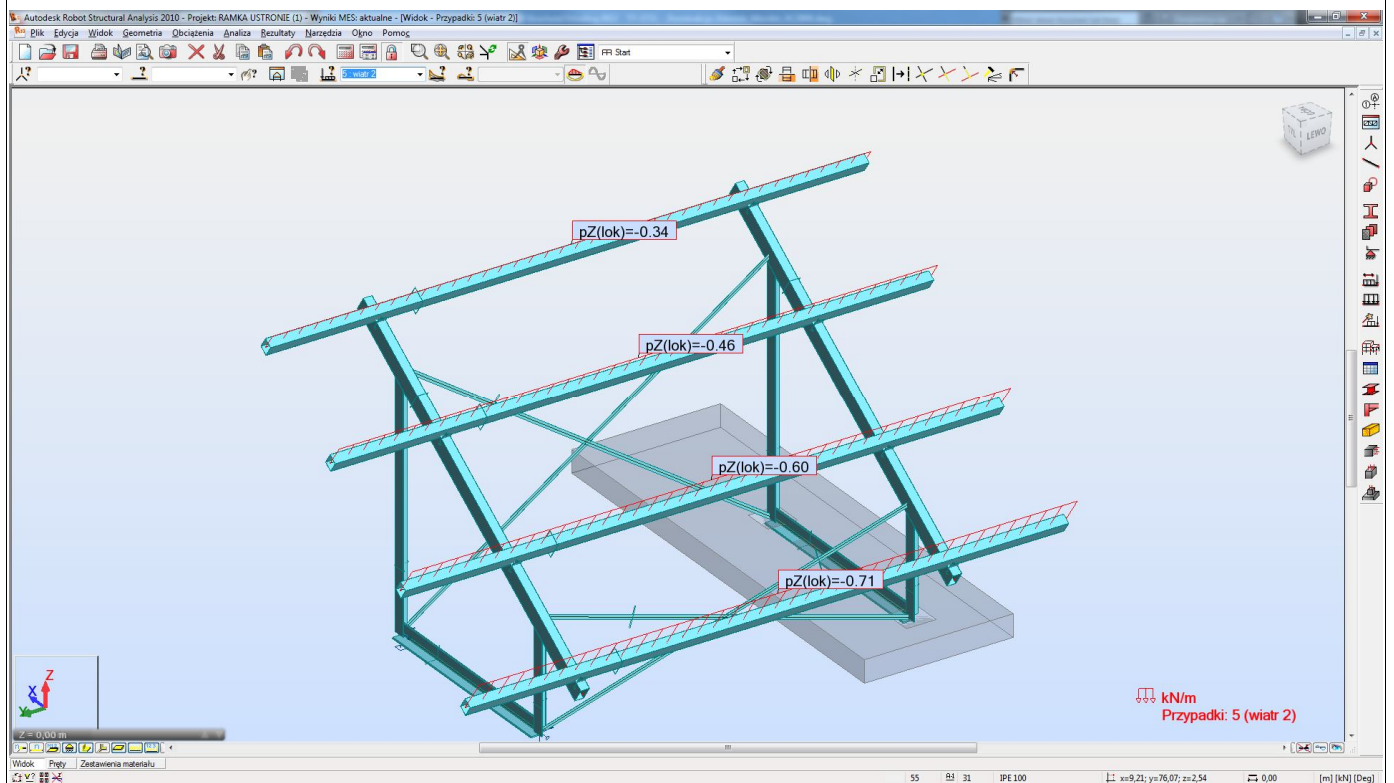 Autodesk Robot Structural Analysis 2010 - Projekt: RAMKA USTRONIE (1) - Wyniki MES: aktualne - [Widok - Przypadki: 5 (wiatr 2)]
Plik Edycja Widok Geometria Obciążenia Analiza Rezultaty Narzędzia Okno Pomoc
Start
5 : wiatr 2
LEWO
pZ(lok)=-0.34
pZ(lok)=-0.46
pZ(lok)=-0.60
pZ(lok)=-0.71
Z
X
Y
kN/m
Przypadki: 5 (wiatr 2)
Z = 0,00 m
Widok Pręty Zestawienia materiału
55 31 IPE 100 x=9,21; y=76,07; z=2,54 0,00 [m] [kN] [Deg]